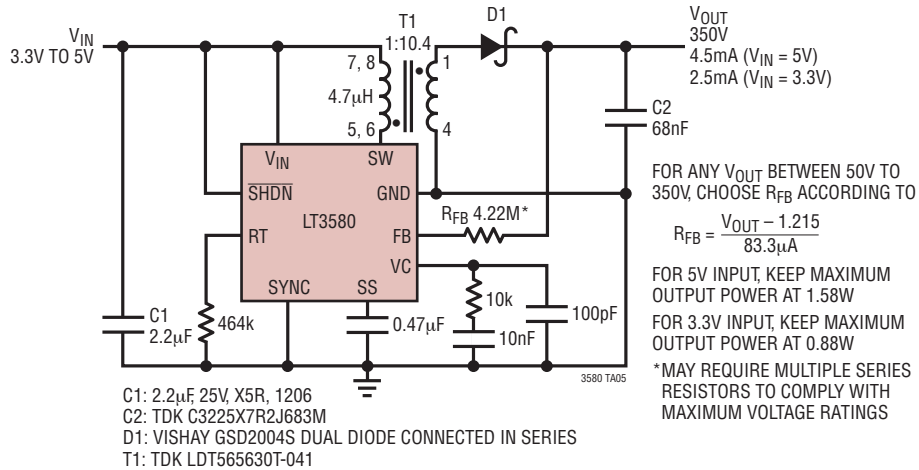 T1
1:10.4
D1
VIN
3.3V TO 5V
VOUT
350V
4.5mA (VIN = 5V)
2.5mA (VIN = 3.3V)
7, 8
1
4.7µH
5, 6
4
C2
68nF
VIN
SW
SHDN
GND
LT3580
RFB 4.22M*
RT
FB
VC
SYNC
SS
C1
2.2µF
464k
0.47µF
10k
10nF
100pF
3580 TA05
FOR ANY VOUT BETWEEN 50V TO
350V, CHOOSE RFB ACCORDING TO
RFB = VOUT – 1.215
83.3µA
FOR 5V INPUT, KEEP MAXIMUM
OUTPUT POWER AT 1.58W
FOR 3.3V INPUT, KEEP MAXIMUM
OUTPUT POWER AT 0.88W
*MAY REQUIRE MULTIPLE SERIES
RESISTORS TO COMPLY WITH
MAXIMUM VOLTAGE RATINGS
C1: 2.2µF, 25V, X5R, 1206
C2: TDK C3225X7R2J683M
D1: VISHAY GSD2004S DUAL DIODE CONNECTED IN SERIES
T1: TDK LDT565630T-041